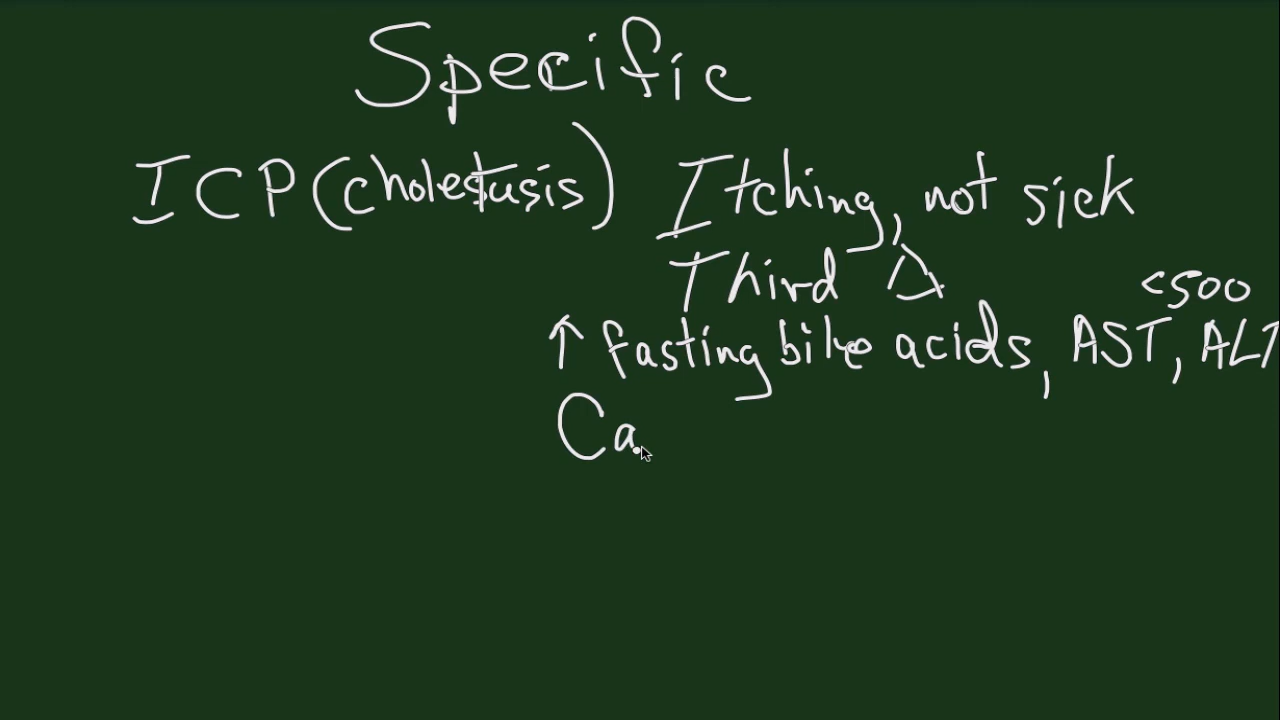 Specific
ICP (cholestasis) Itching, not sick
Third Δ
<500
↑ fasting bile acids, AST, ALT
Ca